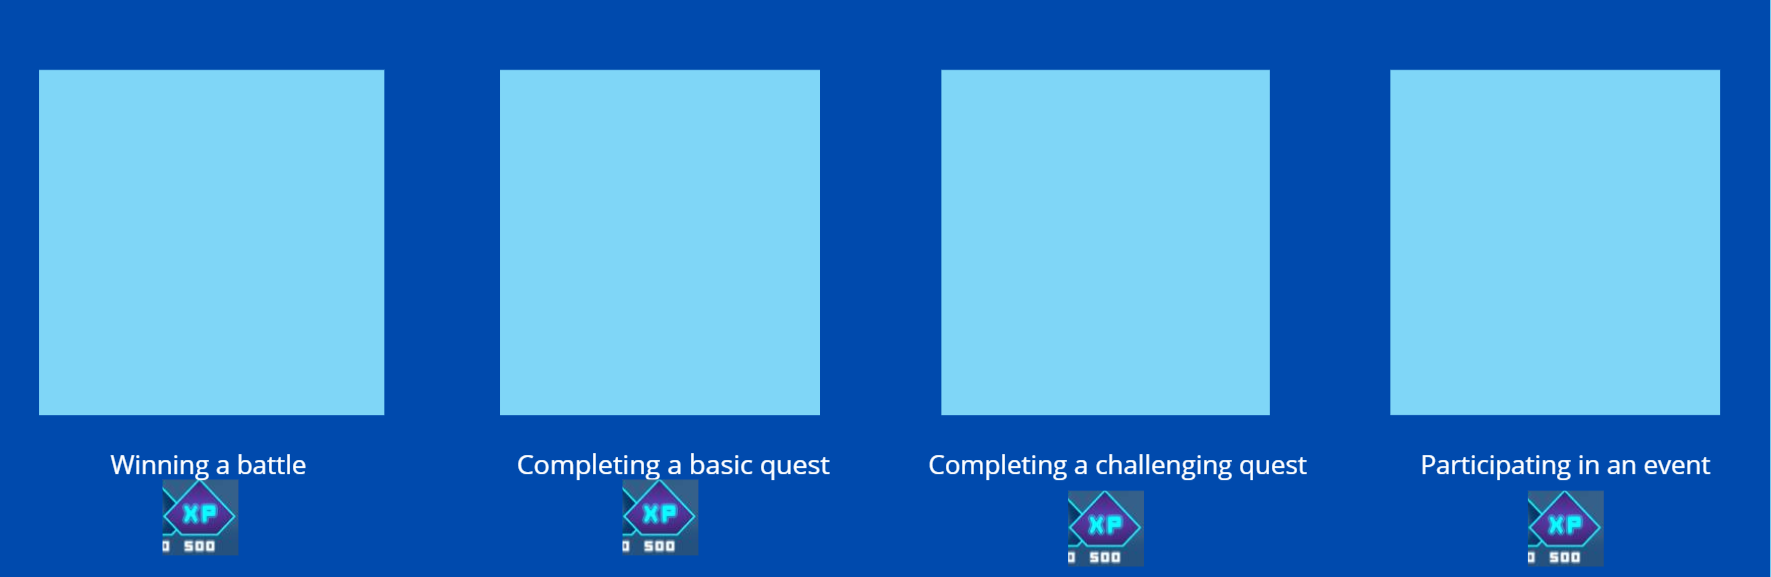 Winning a battle
Completing a basic quest
Completing a challenging quest
Participating in an event
XP
XP
XP
XP
500
500
500
500